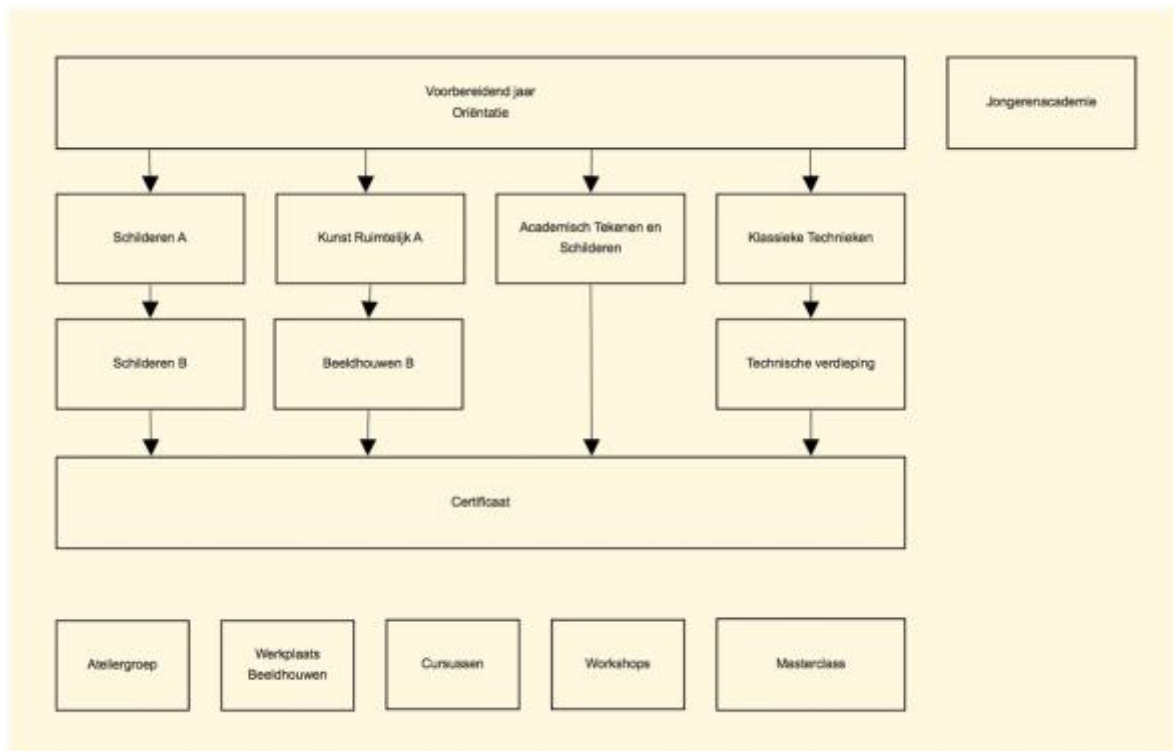 Voorbereidend jaar
Oriëntatie
Jongerenacademie
Schilderen A
Kunst Ruimtelijk A
Academisch Tekenen en
Schilderen
Klassieke Technieken
Schilderen B
Beeldhouwen B
Technische verdieping
Certificaat
Ateliergroep
Werkplaats
Beeldhouwen
Cursussen
Workshops
Masterclass